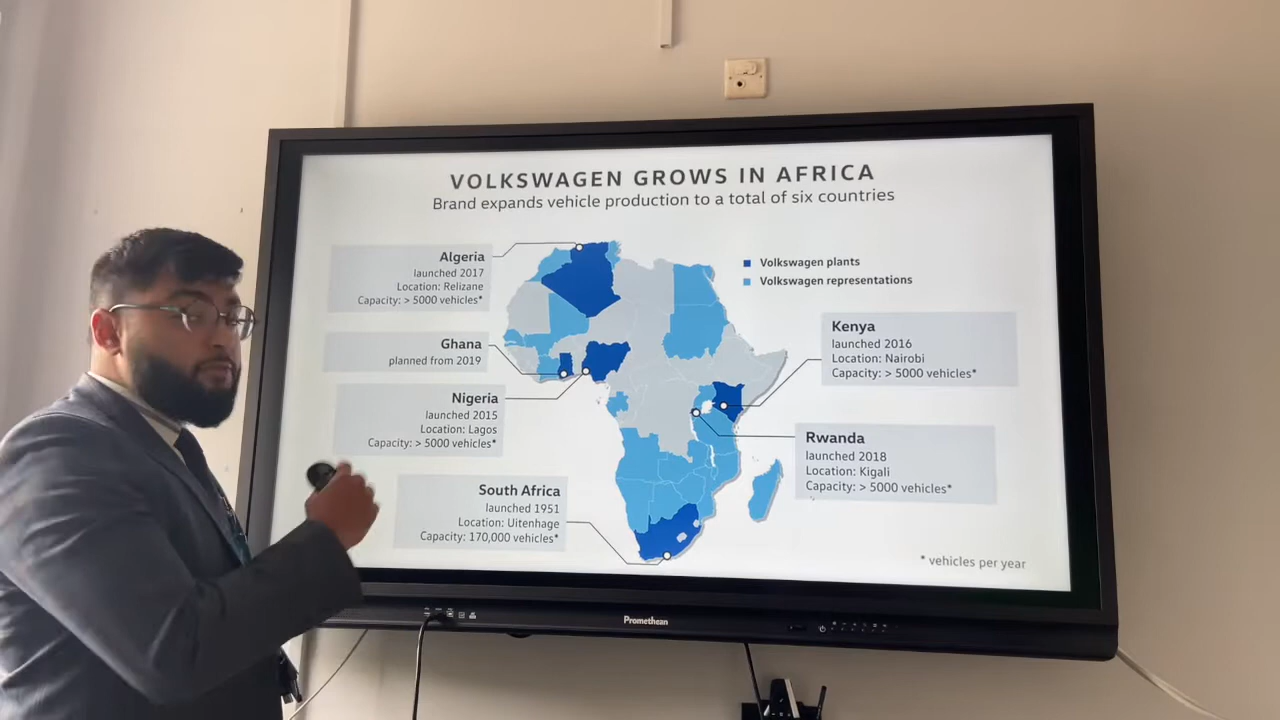 VOLKSWAGEN GROWS IN AFRICA
Brand expands vehicle production to a total of six countries
Algeria
launched 2017
Location: Relizane
Capacity: > 5000 vehicles*
Ghana
planned from 2019
Nigeria
launched 2015
Location: Lagos
Capacity: > 5000 vehicles*
South Africa
launched 1951
Location: Uitenhage
Capacity: 170,000 vehicles*
Volkswagen plants
Volkswagen representations
Kenya
launched 2016
Location: Nairobi
Capacity: > 5000 vehicles*
Rwanda
launched 2018
Location: Kigali
Capacity: > 5000 vehicles*
* vehicles per year
Promethean